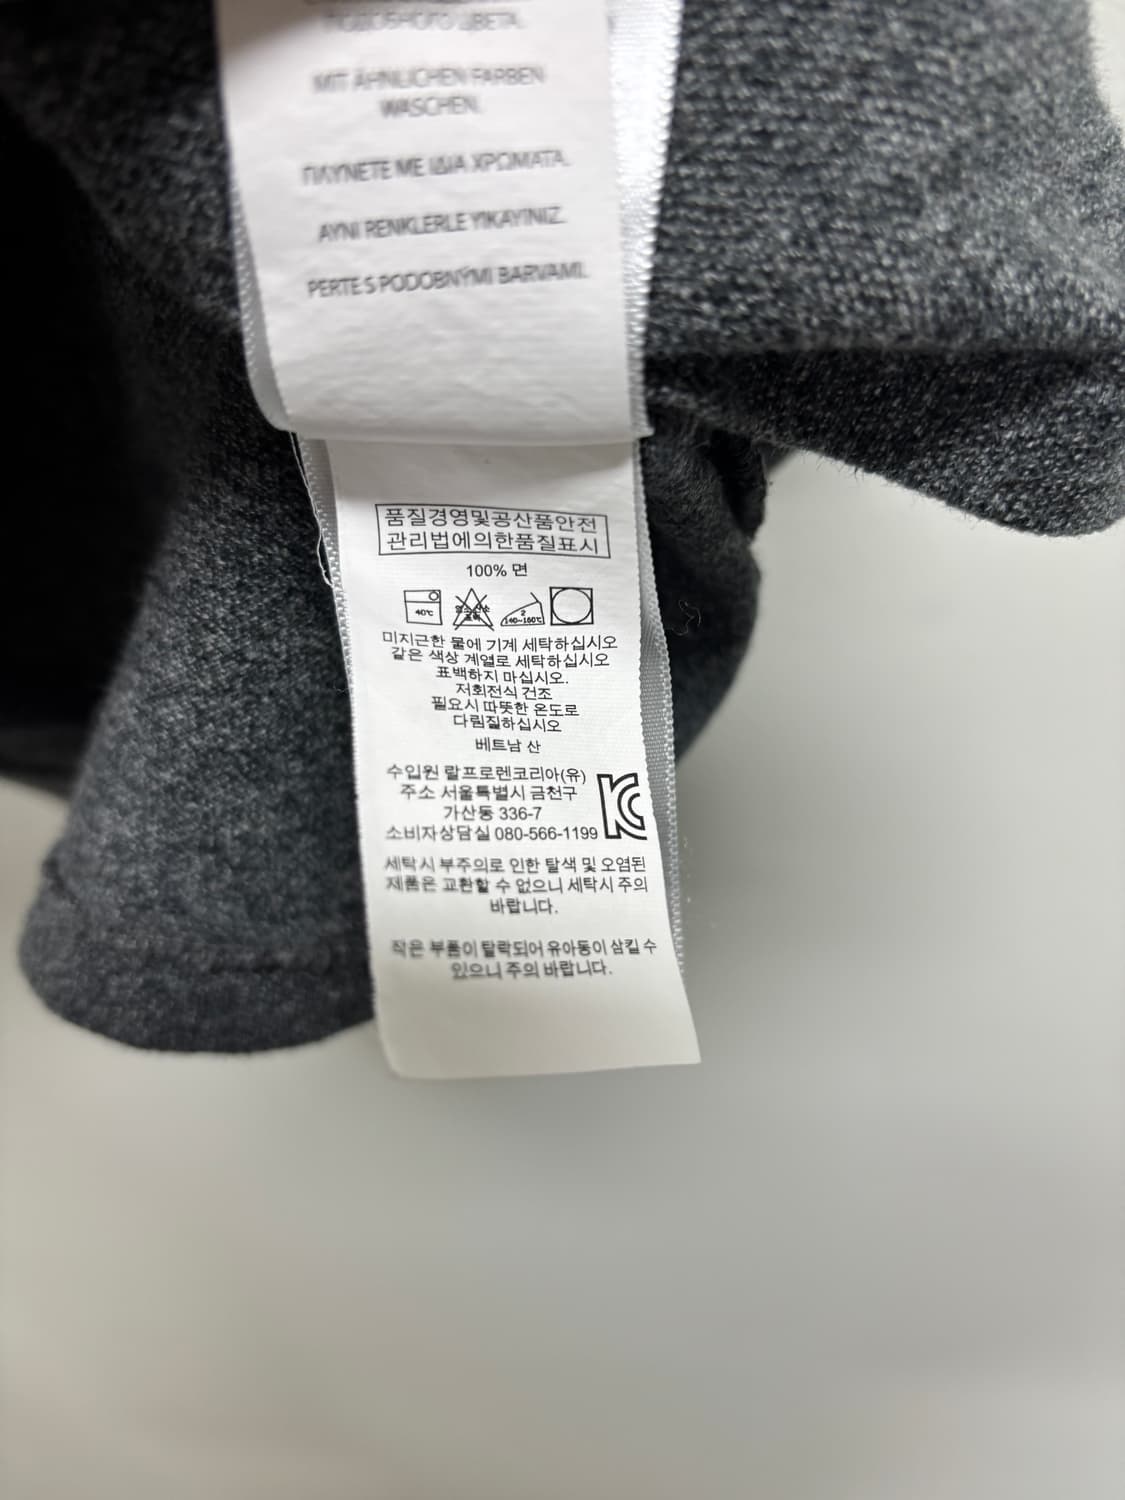 ПОДОБНОГО ЦВЕТА.
MIT ÄHNLICHEN FARBEN
WASCHEN.
ΠΛΥΝΕΤΕ ΜΕ ΙΔΙΑ ΧΡΩΜΑΤΑ.
AYNI RENKLERLE YIKAYINIZ.
PERTE S PODOBNÝMI BARVAMI.
품질경영및공산품안전
관리법에의한품질표시
100% 면
40℃
염소산소
표백
2
140~160℃
미지근한 물에 기계 세탁하십시오
같은 색상 계열로 세탁하십시오
표백하지 마십시오.
저회전식 건조
필요시 따뜻한 온도로
다림질하십시오
베트남 산
수입원 랄프로렌코리아(유)
주소 서울특별시 금천구
가산동 336-7
소비자상담실 080-566-1199
세탁시 부주의로 인한 탈색 및 오염된
제품은 교환할 수 없으니 세탁시 주의
바랍니다.
작은 부품이 탈락되어 유아동이 삼킬 수
있으니 주의 바랍니다.